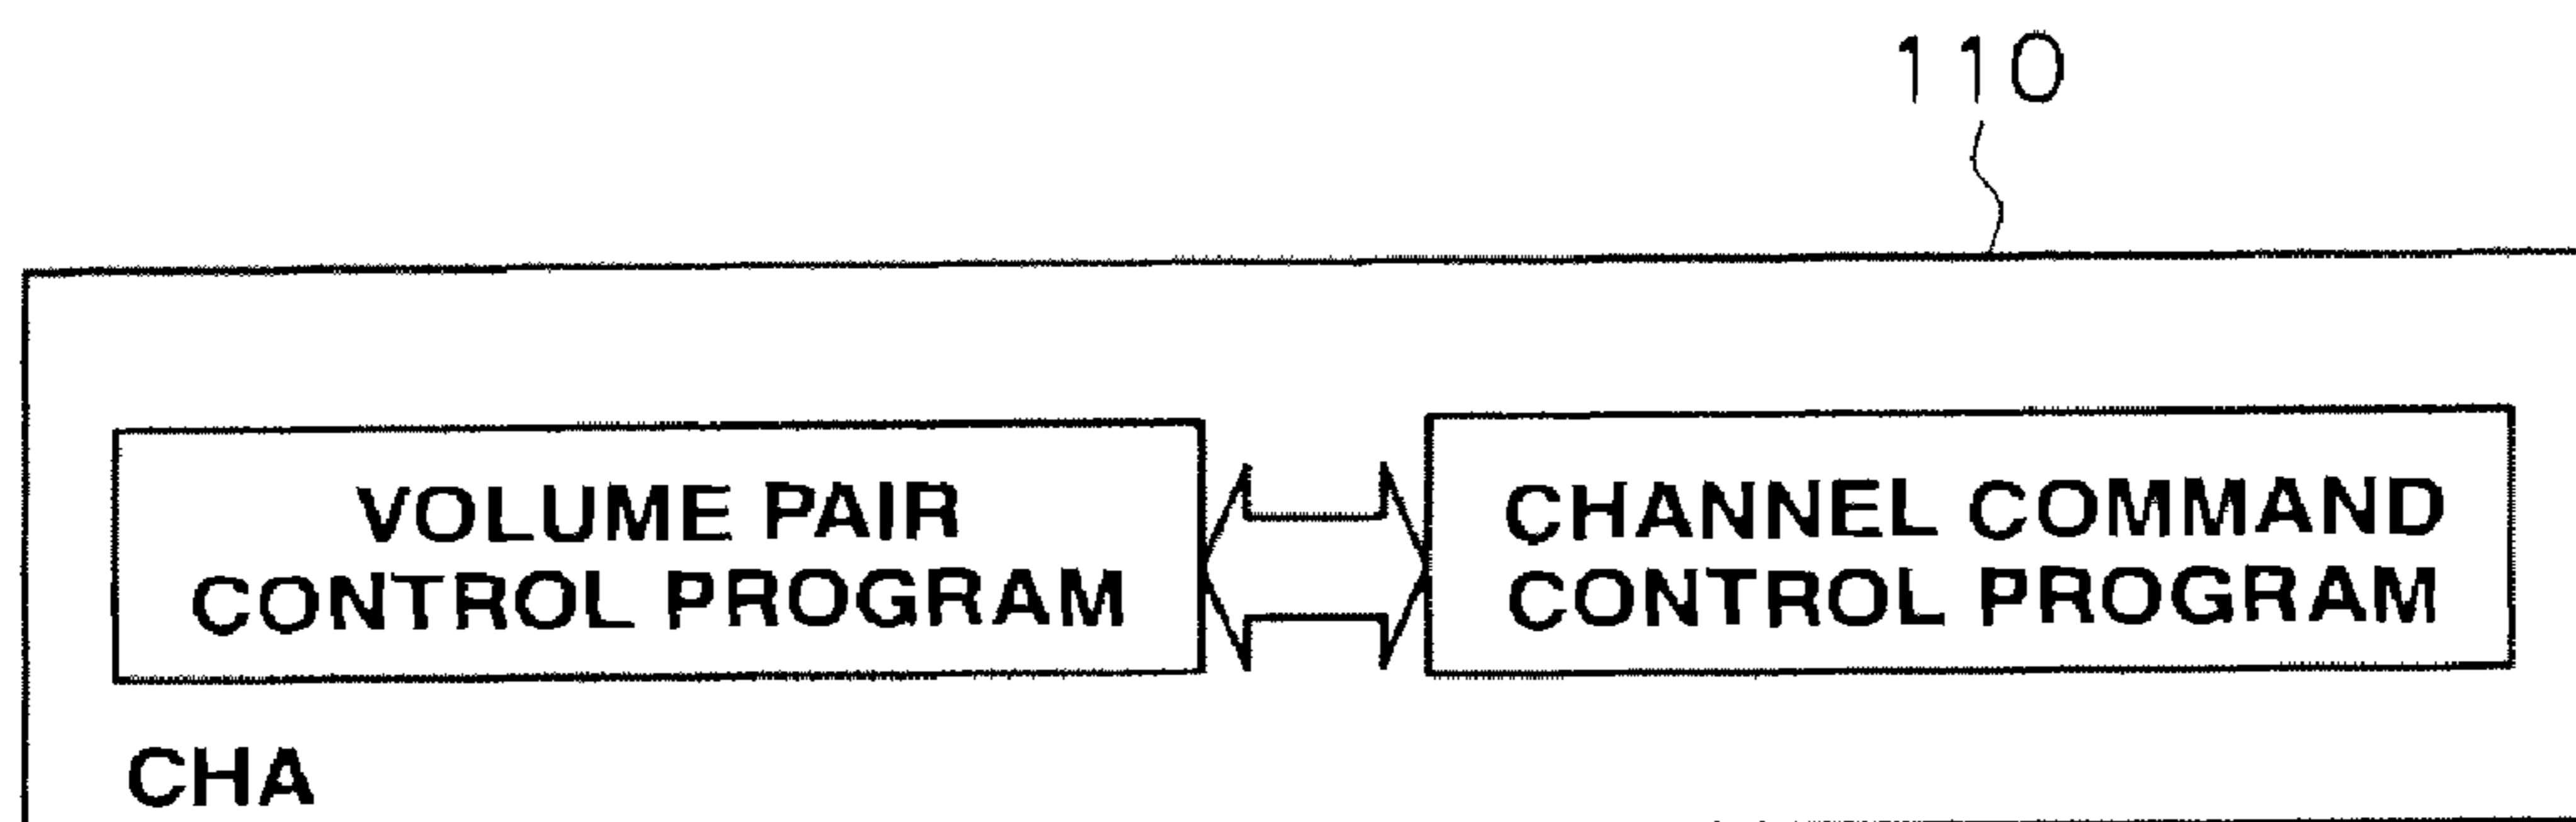 110
VOLUME PAIR
CONTROL PROGRAM
CHANNEL COMMAND
CONTROL PROGRAM
CHA